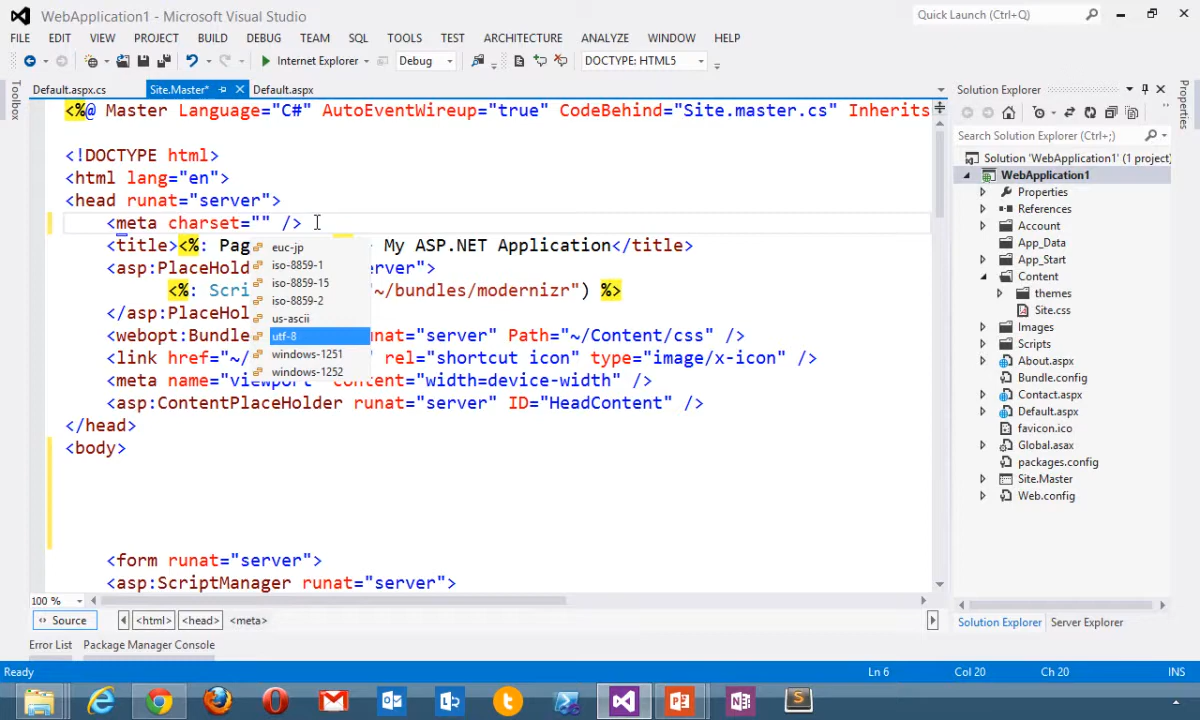 WebApplication1 - Microsoft Visual Studio
Quick Launch (Ctrl+Q)
FILE EDIT VIEW PROJECT BUILD DEBUG TEAM SQL TOOLS TEST ARCHITECTURE ANALYZE WINDOW HELP
Internet Explorer Debug DOCTYPE: HTML5
Toolbox
Default.aspx.cs Site.Master* Default.aspx
<%@ Master Language="C#" AutoEventWireup="true" CodeBehind="Site.master.cs" Inherits
<!DOCTYPE html>
<html lang="en">
<head runat="server">
<meta charset="" />
<title><%: Pag My ASP.NET Application</title>
<asp:PlaceHold erver">
<%: Scri ~/bundles/modernizr") %>
</asp:PlaceHol
<webopt:Bundle unat="server" Path="~/Content/css" />
<link href="~/ rel="shortcut icon" type="image/x-icon" />
<meta name="viewport" content="width=device-width" />
<asp:ContentPlaceHolder runat="server" ID="HeadContent" />
</head>
<body>
<form runat="server">
<asp:ScriptManager runat="server">
euc-jp
iso-8859-1
iso-8859-15
iso-8859-2
us-ascii
utf-8
windows-1251
windows-1252
100 %
Source <html> <head> <meta>
Error List Package Manager Console
Solution Explorer
Search Solution Explorer (Ctrl+;)
Solution 'WebApplication1' (1 project)
WebApplication1
Properties
References
Account
App_Data
App_Start
Content
themes
Site.css
Images
Scripts
About.aspx
Bundle.config
Contact.aspx
Default.aspx
favicon.ico
Global.asax
packages.config
Site.Master
Web.config
Solution Explorer Server Explorer
Properties
Ready Ln 6 Col 20 Ch 20 INS